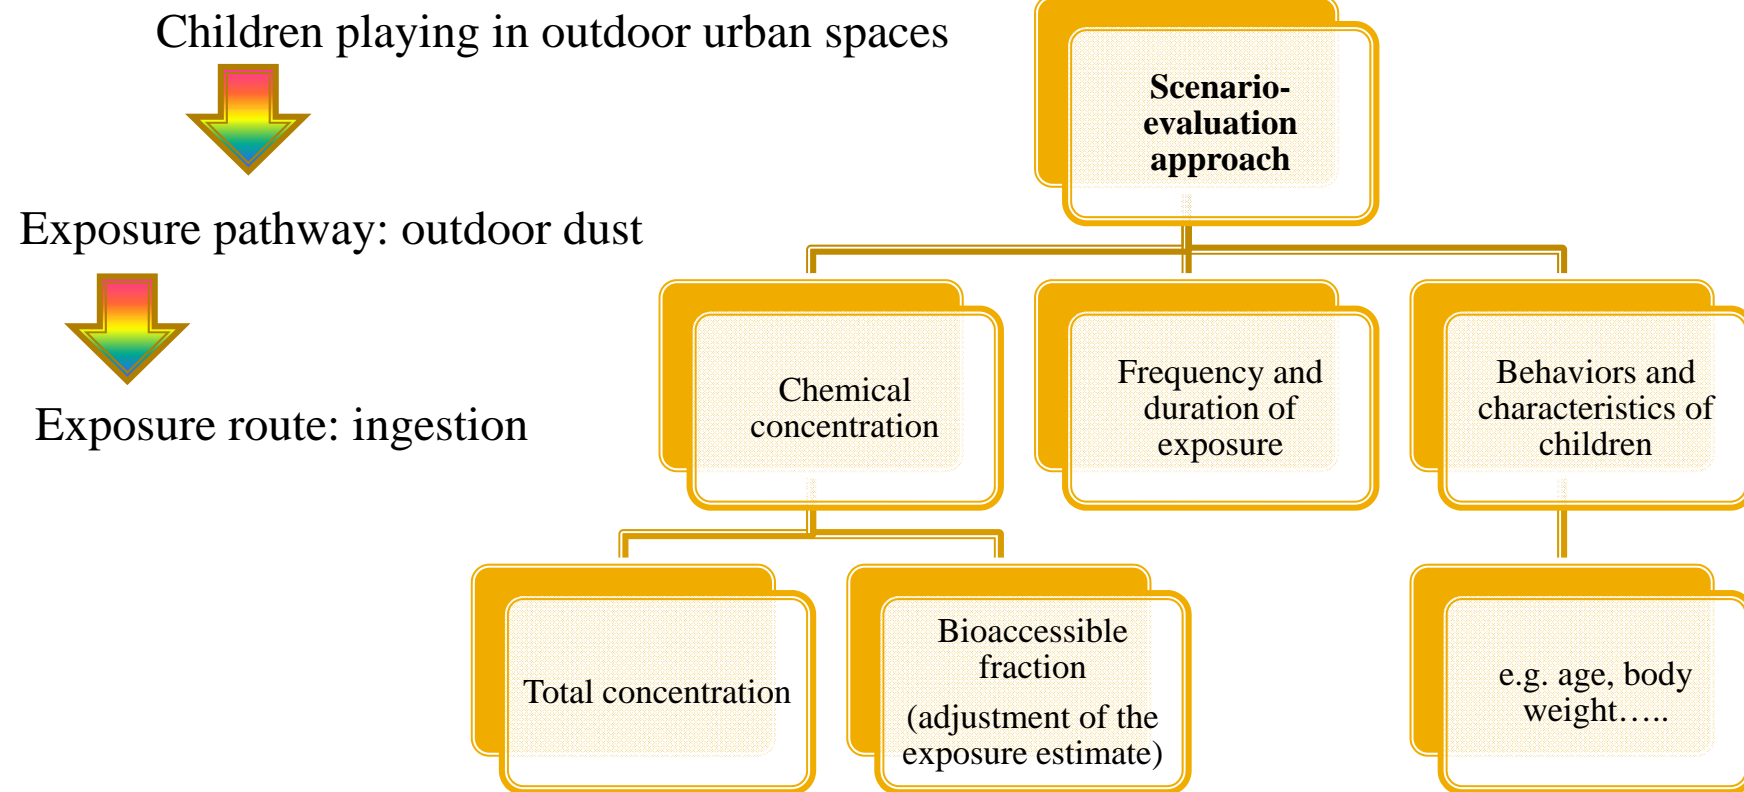 Children playing in outdoor urban spaces
Exposure pathway: outdoor dust
Exposure route: ingestion
Scenario-
evaluation
approach
Chemical
concentration
Frequency and
duration of
exposure
Behaviors and
characteristics of
children
Total concentration
Bioaccessible
fraction
(adjustment of the
exposure estimate)
e.g. age, body
weight…..